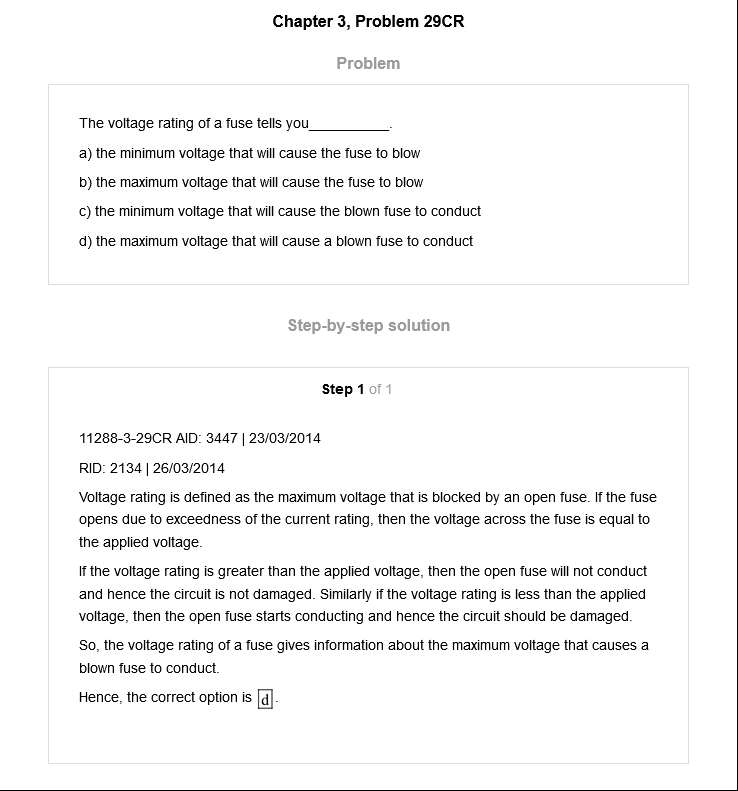 Chapter 3, Problem 29CR
Problem
The voltage rating of a fuse tells you__________.
a) the minimum voltage that will cause the fuse to blow
b) the maximum voltage that will cause the fuse to blow
c) the minimum voltage that will cause the blown fuse to conduct
d) the maximum voltage that will cause a blown fuse to conduct
Step-by-step solution
Step 1 of 1
11288-3-29CR AID: 3447 | 23/03/2014
RID: 2134 | 26/03/2014
Voltage rating is defined as the maximum voltage that is blocked by an open fuse. If the fuse
opens due to exceedness of the current rating, then the voltage across the fuse is equal to
the applied voltage.
If the voltage rating is greater than the applied voltage, then the open fuse will not conduct
and hence the circuit is not damaged. Similarly if the voltage rating is less than the applied
voltage, then the open fuse starts conducting and hence the circuit should be damaged.
So, the voltage rating of a fuse gives information about the maximum voltage that causes a
blown fuse to conduct.
Hence, the correct option is d.